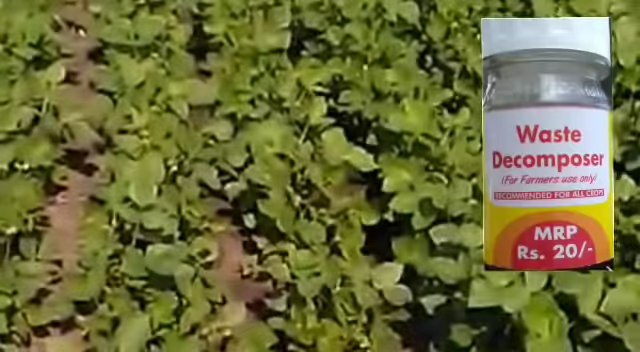 Waste
Decomposer
(For Farmers use only)
RECOMMENDED FOR ALL CROPS
MRP
Rs. 20/-